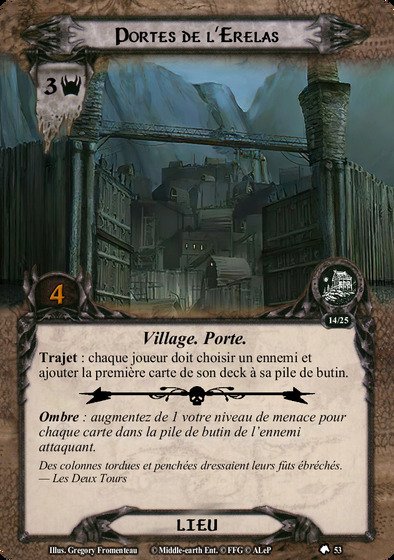 PORTES DE L'ERELAS
3
4
14/25
Village. Porte.
Trajet : chaque joueur doit choisir un ennemi et
ajouter la première carte de son deck à sa pile de butin.
Ombre : augmentez de 1 votre niveau de menace pour
chaque carte dans la pile de butin de l'ennemi
attaquant.
Des colonnes tordues et penchées dressaient leurs fûts ébréchés.
— Les Deux Tours
LIEU
Illus. Gregory Fromenteau © Middle-earth Ent. © FFG © ALeP 53